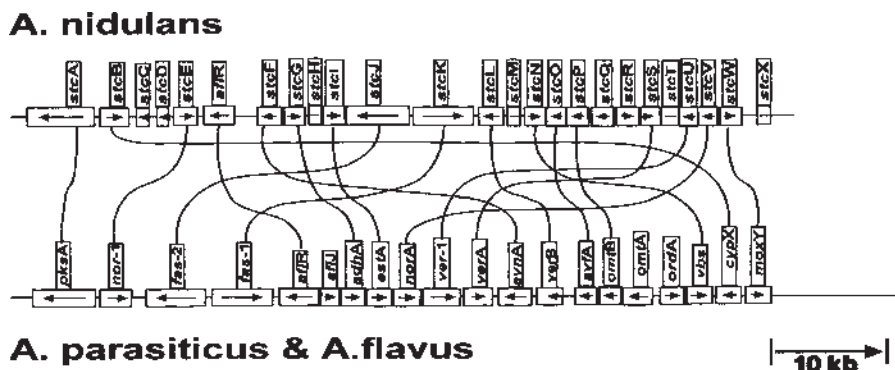 A. nidulans
stcA stcB stcC stcD stcE aflR stcF stcG stcH stcI stcJ stcK stcL stcM stcN stcO stcP stcQ stcR stcS stcT stcU stcV stcW stcX
pksA nor-1 fas-2 fas-1 aflR aflJ adhA estA norA ver-1 verA avnA verB avfA omtB omtA ordA vbs cypX moxY
A. parasiticus & A.flavus
10 kb